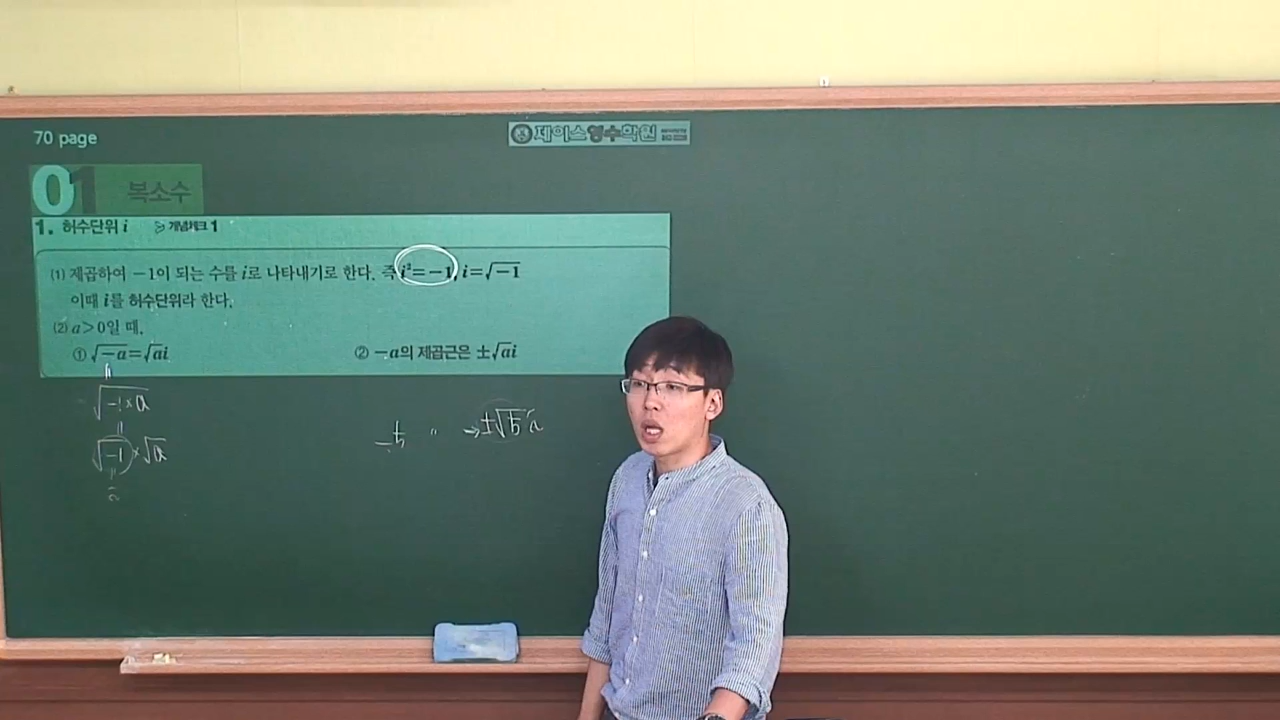 70 page
제이스영수학원
01 복소수
1. 허수단위 i ≫ 개념체크 1
(1) 제곱하여 −1이 되는 수를 i로 나타내기로 한다. 즉 i²=−1, i=√−1
이때 i를 허수단위라 한다.
(2) a>0일 때,
① √−a=√ai ② −a의 제곱근은 ±√ai
√−1×a
√−1×√a
i
−5 〃 → ±√5 i